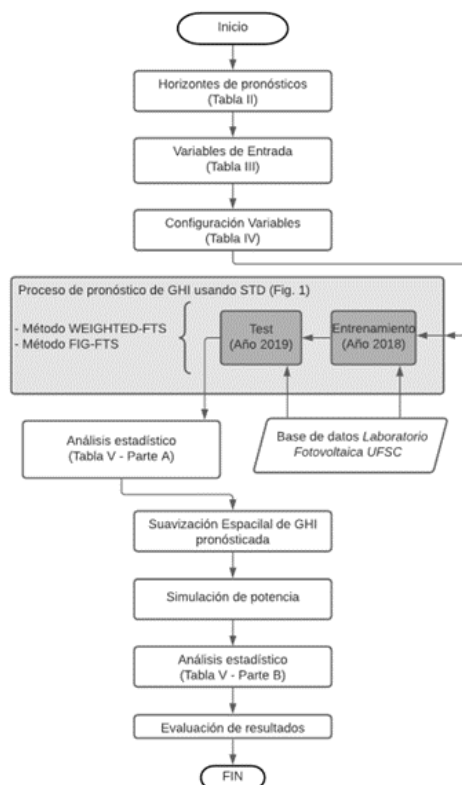 Inicio
Horizontes de pronósticos
(Tabla II)
Variables de Entrada
(Tabla III)
Configuración Variables
(Tabla IV)
Proceso de pronóstico de GHI usando STD (Fig. 1)
- Método WEIGHTED-FTS
- Método FIG-FTS
Test
(Año 2019)
Entrenamiento
(Año 2018)
Base de datos Laboratorio
Fotovoltaica UFSC
Análisis estadístico
(Tabla V - Parte A)
Suavización Espacilal de GHI
pronósticada
Simulación de potencia
Análisis estadístico
(Tabla V - Parte B)
Evaluación de resultados
FIN